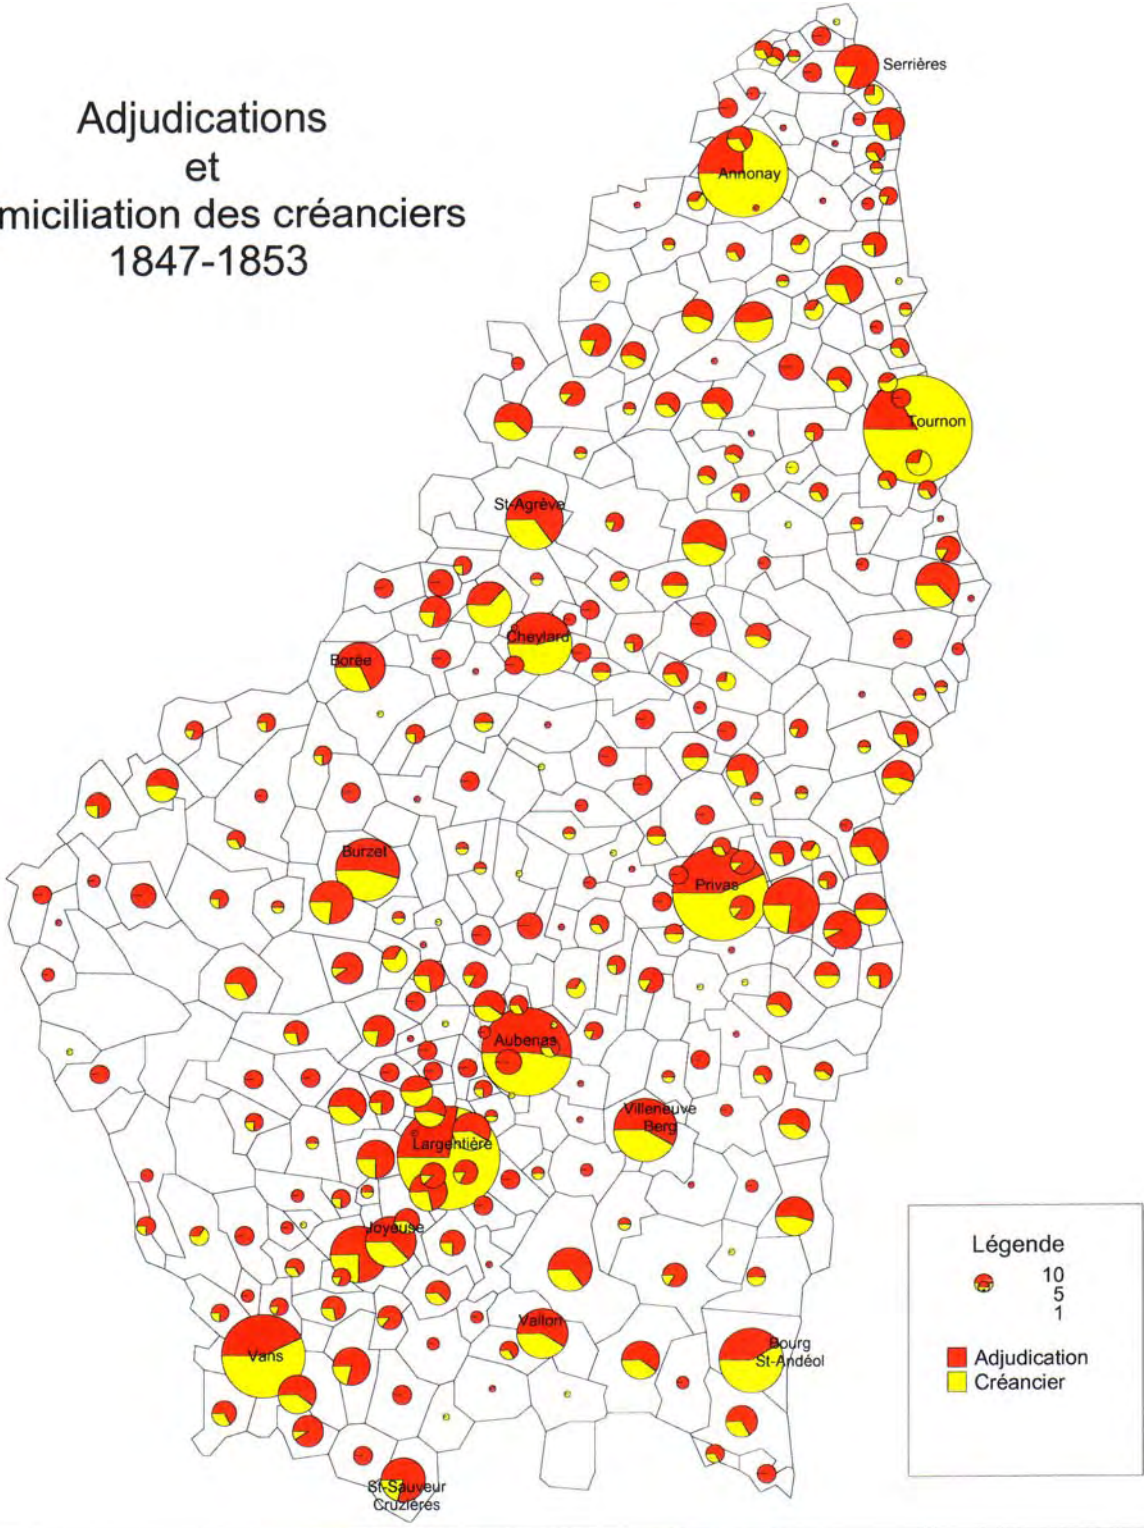 Adjudications
et
miciliation des créanciers
1847-1853
Serrières
Annonay
Tournon
St-Agrève
Cheylard
Borée
Burzet
Privas
Aubenas
Villeneuve
Berg
Largentière
Joyeuse
Vallon
Vans
Bourg
St-Andéol
St-Sauveur
Cruzières
Légende
10
5
1
Adjudication
Créancier